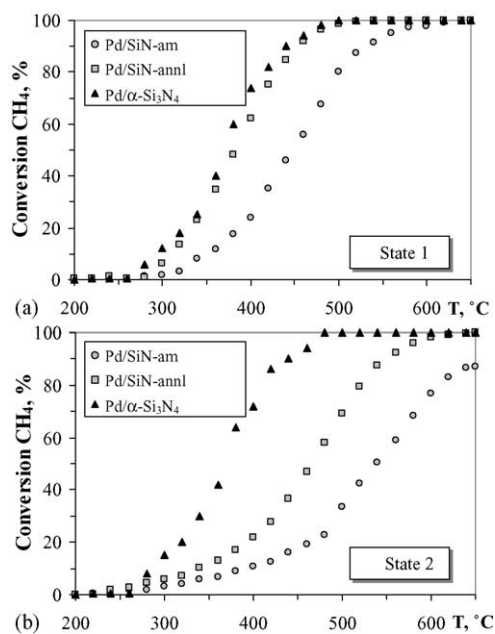 Conversion CH₄, %
100
80
60
40
20
0
Pd/SiN-am
Pd/SiN-annl
Pd/α-Si₃N₄
State 1
200 300 400 500 600
T, ˚C
(a)
Conversion CH₄, %
100
80
60
40
20
0
Pd/SiN-am
Pd/SiN-annl
Pd/α-Si₃N₄
State 2
200 300 400 500 600
T, ˚C
(b)